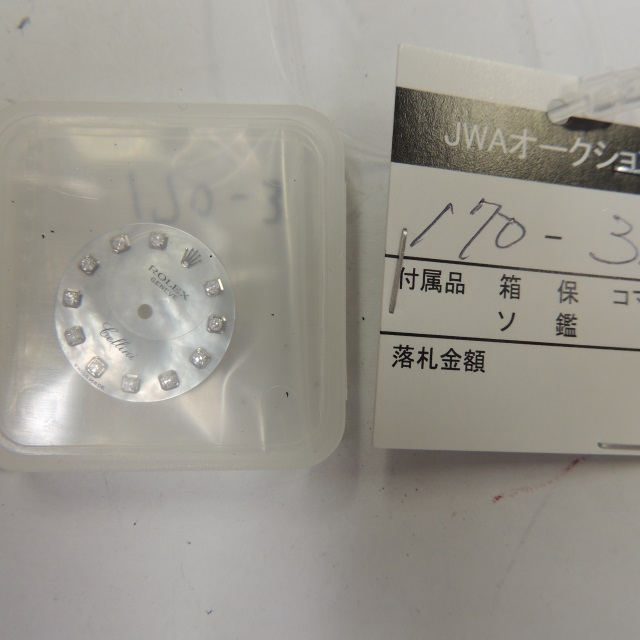 150-3
ROLEX
GENEVE
Cellini
JWAオークショ
170-3
付属品 箱 保 コマ
ソ 鑑
落札金額